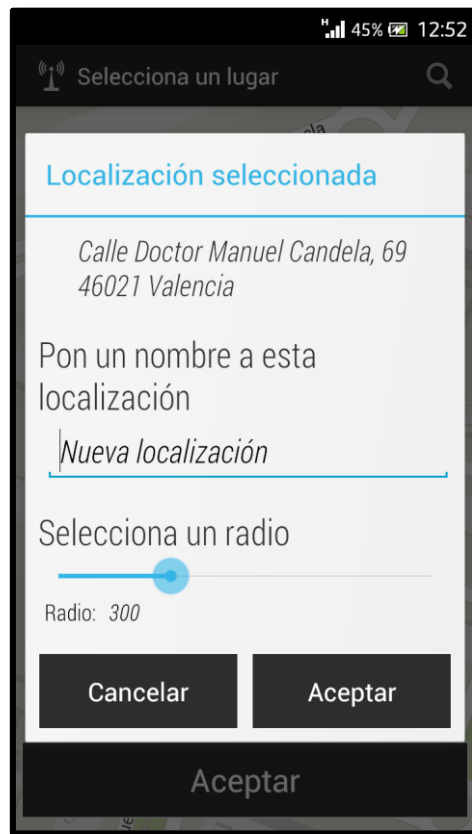 H 45% 12:52
Selecciona un lugar
Localización seleccionada
Calle Doctor Manuel Candela, 69
46021 Valencia
Pon un nombre a esta
localización
Nueva localización
Selecciona un radio
Radio: 300
Cancelar Aceptar
Aceptar